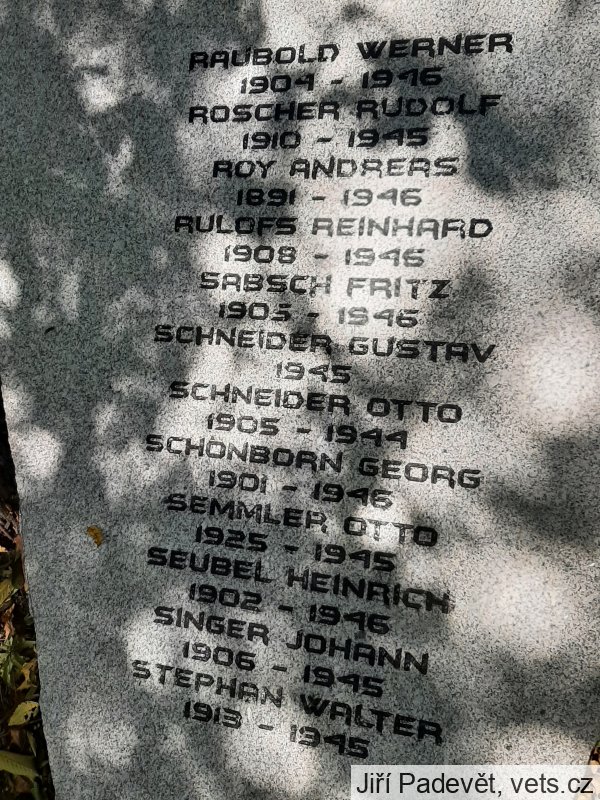 RAUBOLD WERNER
1904 - 1946
ROSCHER RUDOLF
1910 - 1945
ROY ANDREAS
1891 - 1946
RULOFS REINHARD
1908 - 1946
SABSCH FRITZ
1905 - 1946
SCHNEIDER GUSTAV
1945
SCHNEIDER OTTO
1905 - 1944
SCHÖNBORN GEORG
1901 - 1946
SEMMLER OTTO
1925 - 1945
SEUBEL HEINRICH
1902 - 1946
SINGER JOHANN
1906 - 1945
STEPHAN WALTER
1913 - 1945
Jiří Padevět, vets.cz